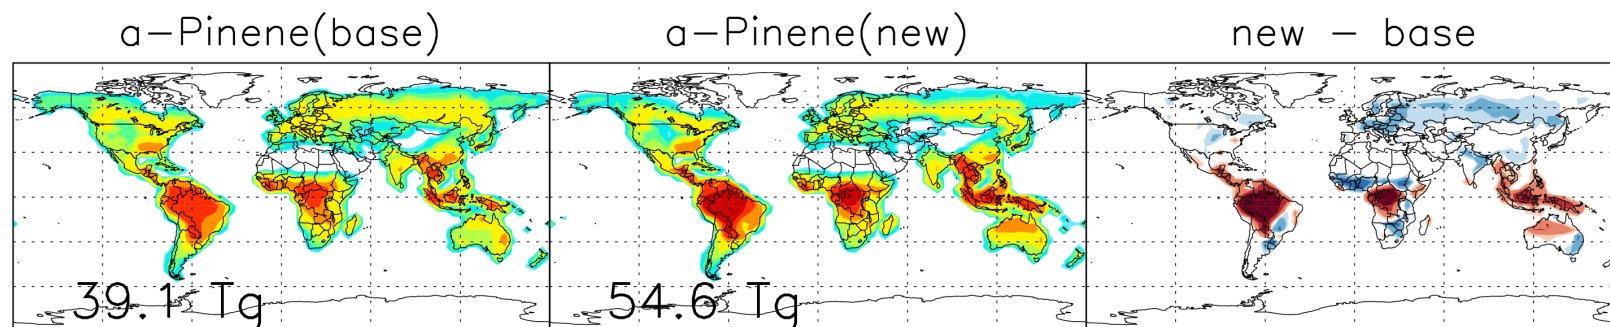 a-Pinene(base)
a-Pinene(new)
new - base
39.1 Tg
54.6 Tg